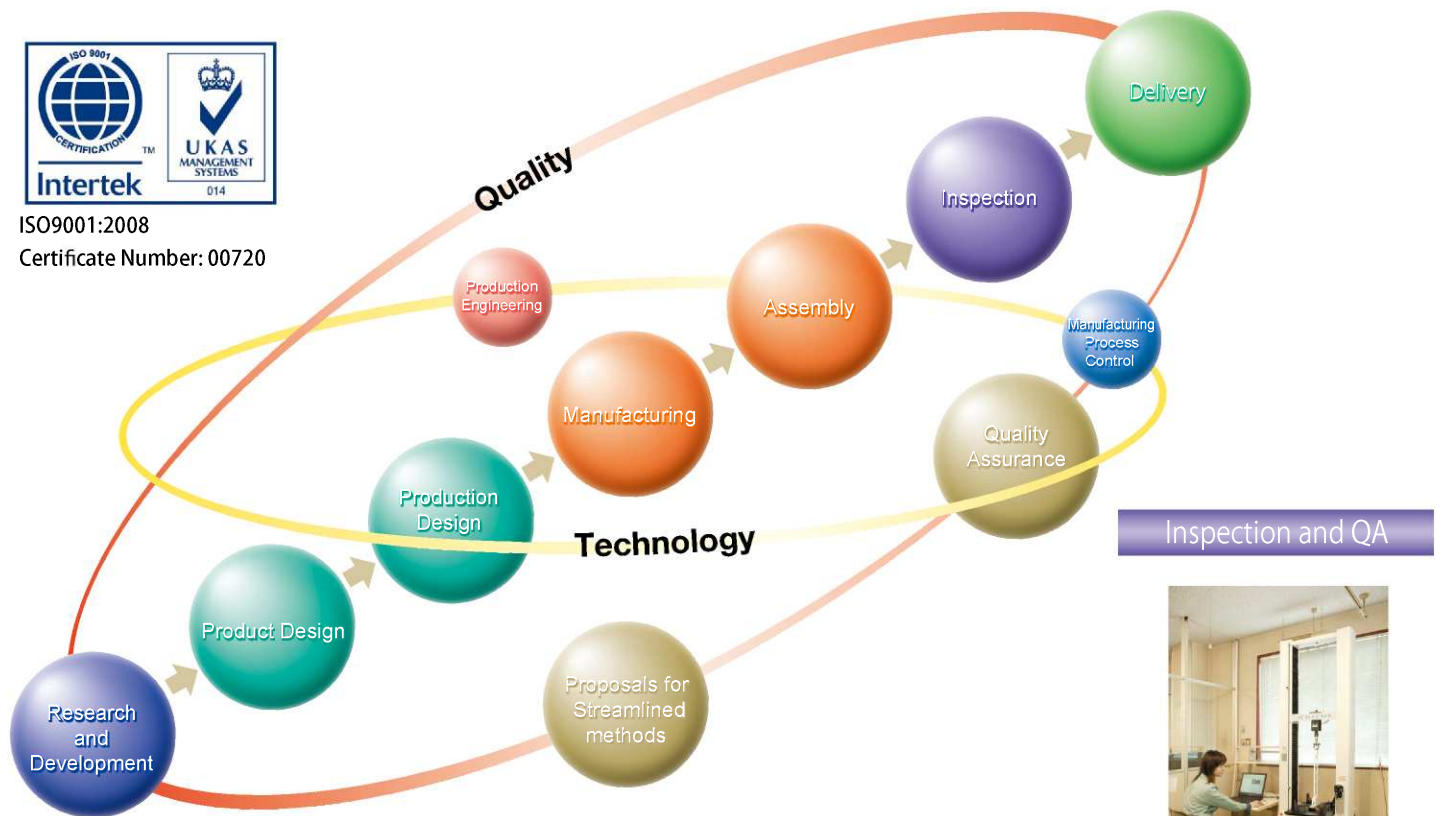 ISO 9001
CERTIFICATION
TM
Intertek
UKAS
MANAGEMENT
SYSTEMS
014
ISO9001:2008
Certificate Number: 00720
Quality
Delivery
Inspection
Production
Engineering
Assembly
Manufacturing
Process
Control
Manufacturing
Quality
Assurance
Production
Design
Technology
Inspection and QA
Product Design
Proposals for
Streamlined
methods
Research
and
Development